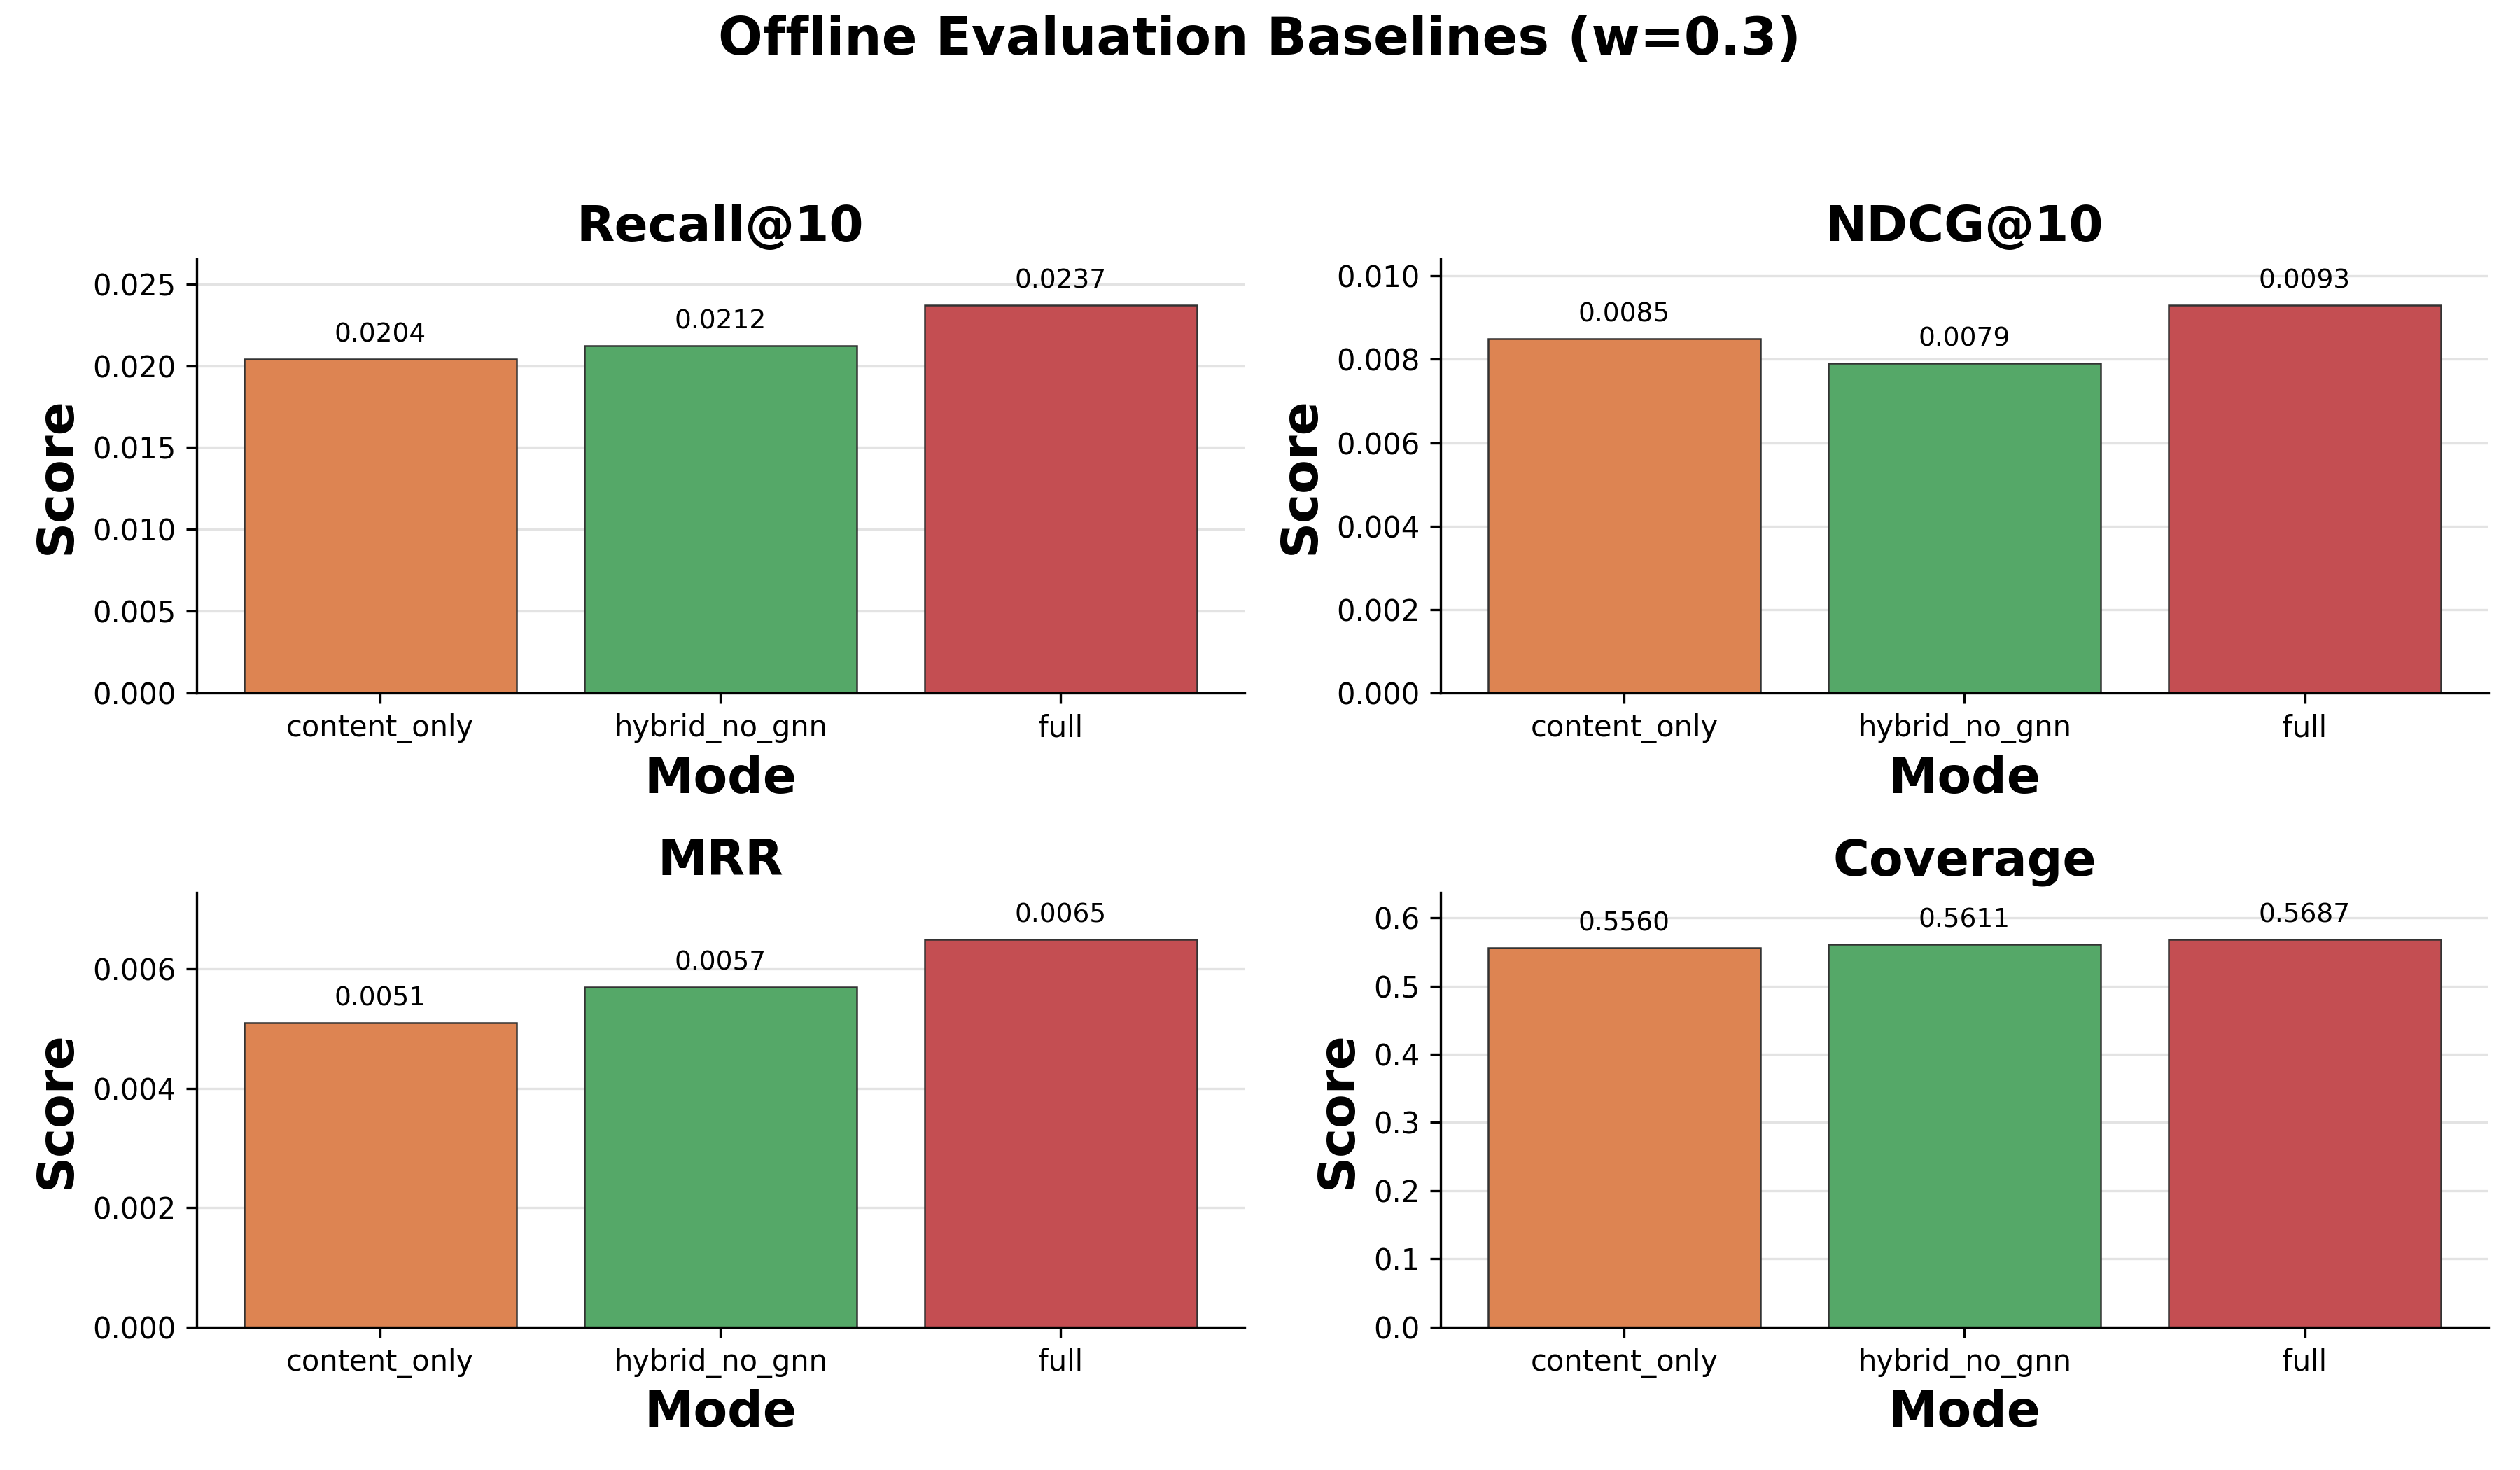 Offline Evaluation Baselines (w=0.3)
Recall@10
Score
0.025
0.020
0.015
0.010
0.005
0.000
0.0204
0.0212
0.0237
content_only
hybrid_no_gnn
full
Mode
NDCG@10
Score
0.010
0.008
0.006
0.004
0.002
0.000
0.0085
0.0079
0.0093
content_only
hybrid_no_gnn
full
Mode
MRR
Score
0.006
0.004
0.002
0.000
0.0051
0.0057
0.0065
content_only
hybrid_no_gnn
full
Mode
Coverage
Score
0.6
0.5
0.4
0.3
0.2
0.1
0.0
0.5560
0.5611
0.5687
content_only
hybrid_no_gnn
full
Mode